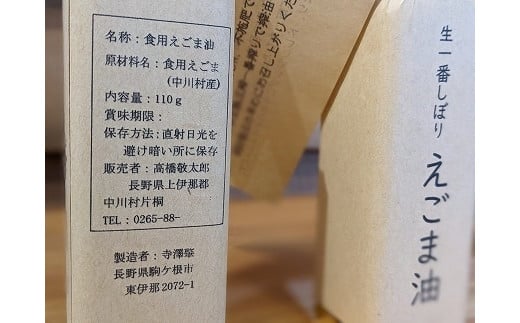 名称：食用えごま油
原材料名：食用えごま
(中川村産)
内容量：110ｇ
賞味期限：
保存方法：直射日光を
避け暗い所に保存
販売者：高橋敬太郎
長野県上伊那郡
中川村片桐
TEL：0265-88-
製造者：寺澤
長野県駒ケ根市
東伊那2072-1
生一番しぼり
えごま油